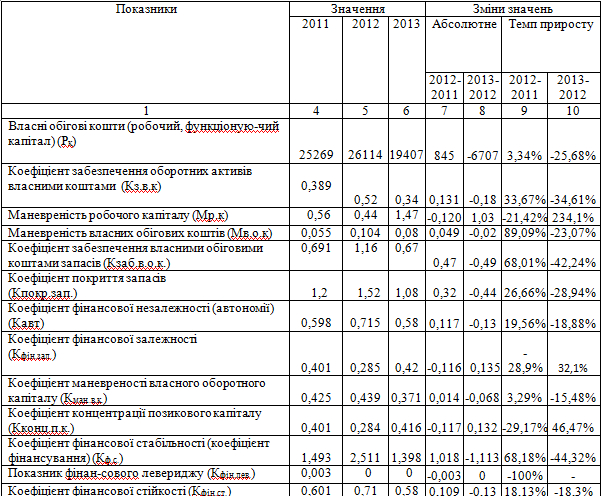 Показники Значення Зміни значень
2011 2012 2013 Абсолютне Темп приросту
2012- 2013- 2012- 2013-
2011 2012 2011 2012
1 4 5 6 7 8 9 10
Власні обігові кошти (робочий, функціоную-чий
капітал) (Рк)
25269 26114 19407 845 -6707 3,34% -25,68%
Коефіцієнт забезпечення оборотних активів
власними коштами (Кз.в.к) 0,389
0,52 0,34 0,131 -0,18 33,67% -34,61%
Маневреність робочого капіталу (Мр.к) 0,56 0,44 1,47 -0,120 1,03 -21,42% 234,1%
Маневреність власних обігових коштів (Мв.о.к) 0,055 0,104 0,08 0,049 -0,02 89,09% -23,07%
Коефіцієнт забезпечення власними обіговими 0,691 1,16 0,67
коштами запасів (Кзаб.в.о.к.) 0,47 -0,49 68,01% -42,24%
Коефіцієнт покриття запасів
(Кпокр.зап.) 1,2 1,52 1,08 0,32 -0,44 26,66% -28,94%
Коефіцієнт фінансової незалежності (автономії)
(Кавт) 0,598 0,715 0,58 0,117 -0,13 19,56% -18,88%
Коефіцієнт фінансової залежності
(Кфін.зал.) -
0,401 0,285 0,42 -0,116 0,135 28,9% 32,1%
Коефіцієнт маневреності власного оборотного
капіталу (Кман.в.к) 0,425 0,439 0,371 0,014 -0,068 3,29% -15,48%
Коефіцієнт концентрації позикового капіталу
(Кконц.п.к.) 0,401 0,284 0,416 -0,117 0,132 -29,17% 46,47%
Коефіцієнт фінансової стабільності (коефіцієнт
фінансування) (Кф.с.) 1,493 2,511 1,398 1,018 -1,113 68,18% -44,32%
Показник фінан-сового левериджу (Кфін.лев.) 0,003 0 0 -0,003 0 -100% -
Коефіцієнт фінансової стійкості (Кфін.ст.) 0,601 0,71 0,58 0,109 -0,13 18,13% -18,3%